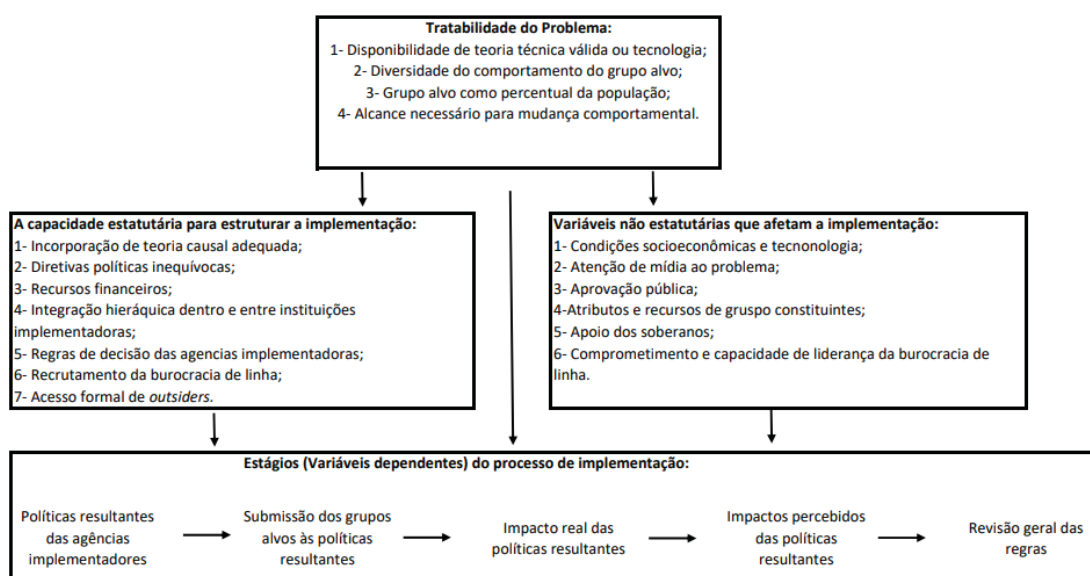 Tratabilidade do Problema:
1- Disponibilidade de teoria técnica válida ou tecnologia;
2- Diversidade do comportamento do grupo alvo;
3- Grupo alvo como percentual da população;
4- Alcance necessário para mudança comportamental.
A capacidade estatutária para estruturar a implementação:
1- Incorporação de teoria causal adequada;
2- Diretivas políticas inequívocas;
3- Recursos financeiros;
4- Integração hieráquica dentro e entre instituições
implementadoras;
5- Regras de decisão das agencias implementadoras;
6- Recrutamento da burocracia de linha;
7- Acesso formal de outsiders.
Variáveis não estatutárias que afetam a implementação:
1- Condições socioeconômicas e tecnonologia;
2- Atenção de mídia ao problema;
3- Aprovação pública;
4-Atributos e recursos de gruspo constituintes;
5- Apoio dos soberanos;
6- Comprometimento e capacidade de liderança da burocracia de
linha.
Estágios (Variáveis dependentes) do processo de implementação:
Políticas resultantes
das agências
implementadores
Submissão dos grupos
alvos às políticas
resultantes
Impacto real das
políticas resultantes
Impactos percebidos
das políticas
resultantes
Revisão geral das
regras